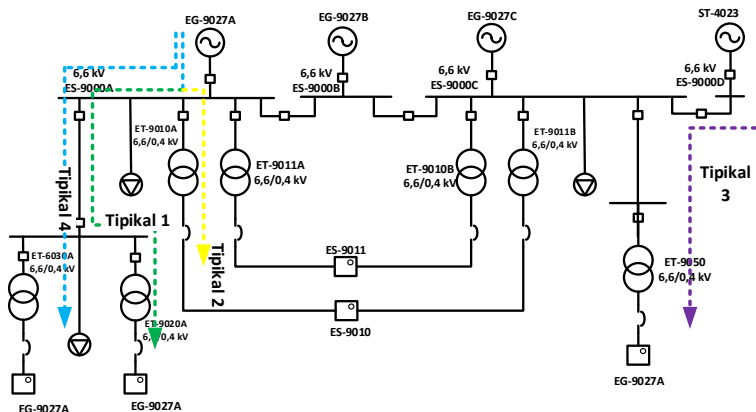 EG-9027A
EG-9027B
EG-9027C
ST-4023
6,6 kV
ES-9000A
6,6 kV
ES-9000B
6,6 kV
ES-9000C
6,6 kV
ES-9000D
ET-9010A
6,6/0,4 kV
ET-9011A
6,6/0,4 kV
ET-9010B
6,6/0,4 kV
ET-9011B
6,6/0,4 kV
Tipikal 4
Tipikal 1
Tipikal 2
Tipikal
3
ES-9011
ES-9010
ET-6030A
6,6/0,4 kV
ET-9020A
6,6/0,4 kV
ET-9050
6,6/0,4 kV
EG-9027A
EG-9027A
EG-9027A